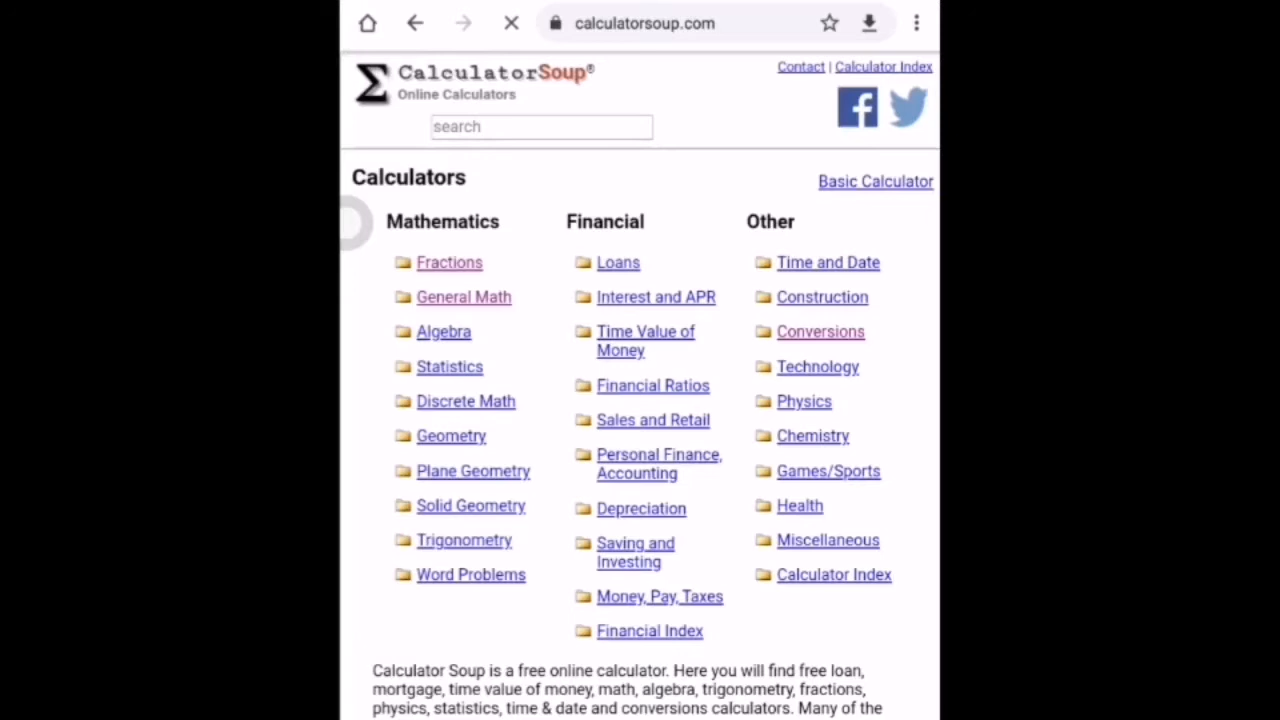 calculatorsoup.com
CalculatorSoup®
Online Calculators
Contact | Calculator Index
search
Calculators
Basic Calculator
Mathematics
Fractions
General Math
Algebra
Statistics
Discrete Math
Geometry
Plane Geometry
Solid Geometry
Trigonometry
Word Problems
Financial
Loans
Interest and APR
Time Value of
Money
Financial Ratios
Sales and Retail
Personal Finance,
Accounting
Depreciation
Saving and
Investing
Money, Pay, Taxes
Financial Index
Other
Time and Date
Construction
Conversions
Technology
Physics
Chemistry
Games/Sports
Health
Miscellaneous
Calculator Index
Calculator Soup is a free online calculator. Here you will find free loan,
mortgage, time value of money, math, algebra, trigonometry, fractions,
physics, statistics, time & date and conversions calculators. Many of the